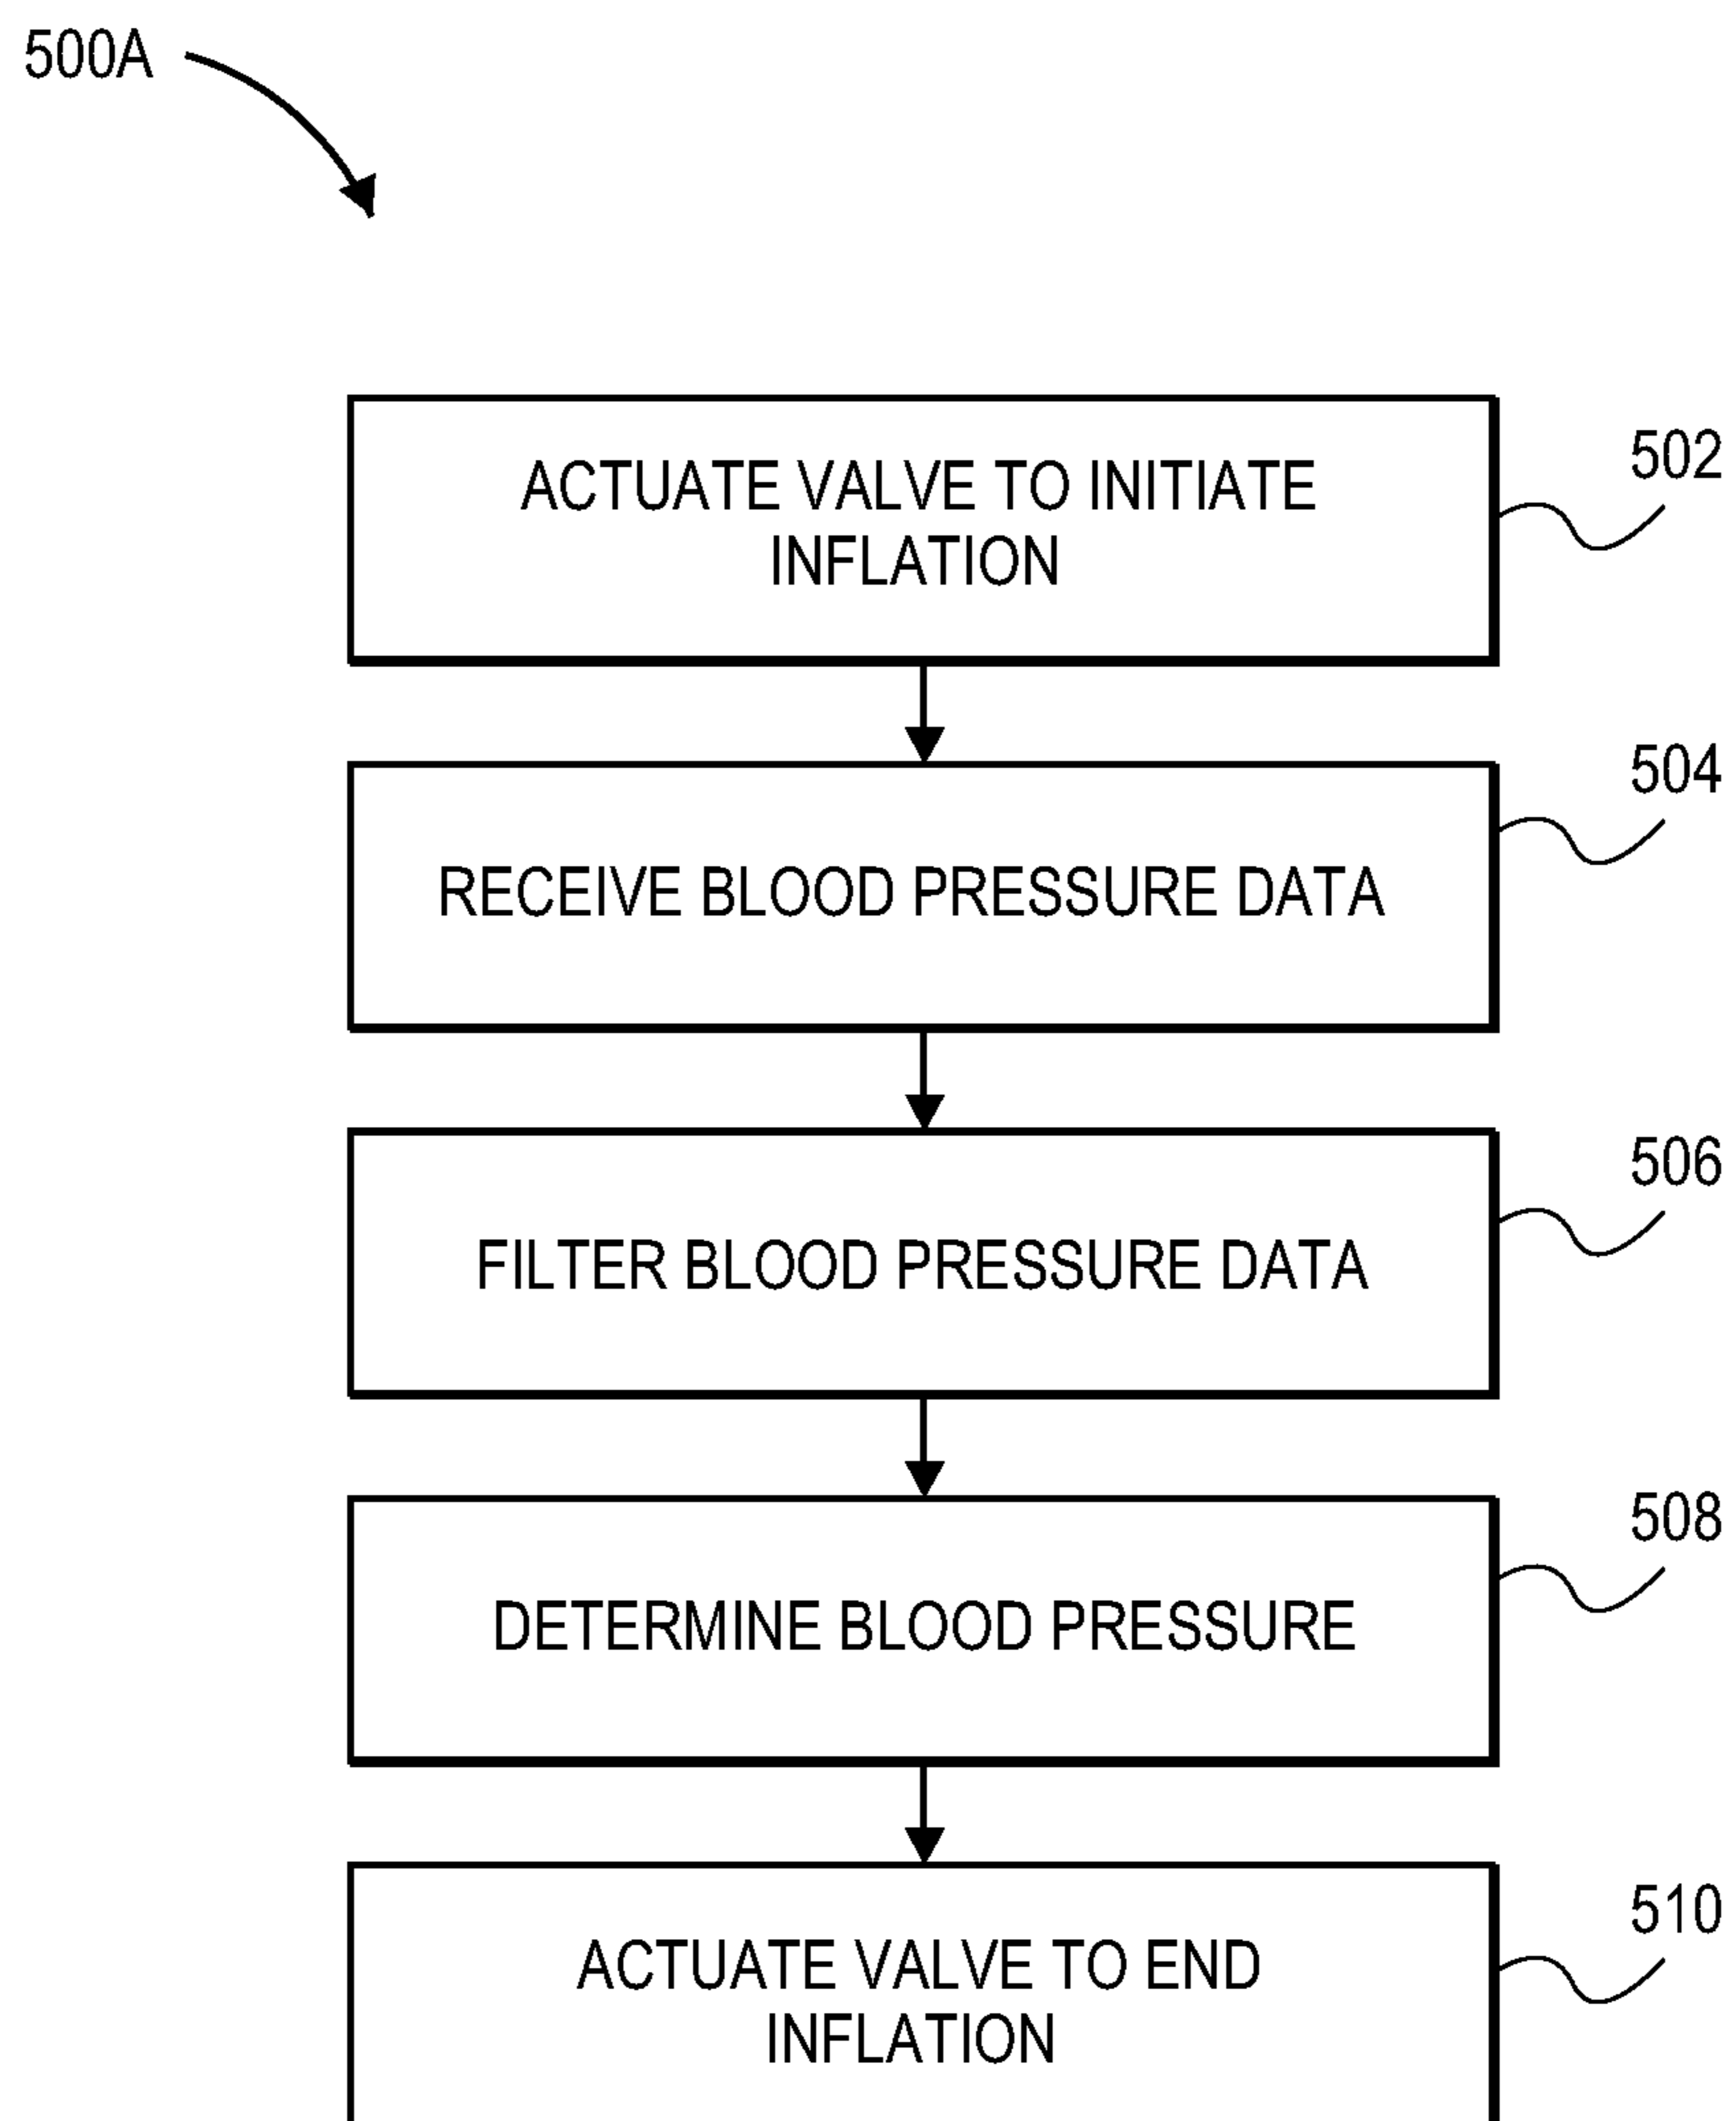 500A
ACTUATE VALVE TO INITIATE
INFLATION
502
RECEIVE BLOOD PRESSURE DATA
504
FILTER BLOOD PRESSURE DATA
506
DETERMINE BLOOD PRESSURE
508
ACTUATE VALVE TO END
INFLATION
510